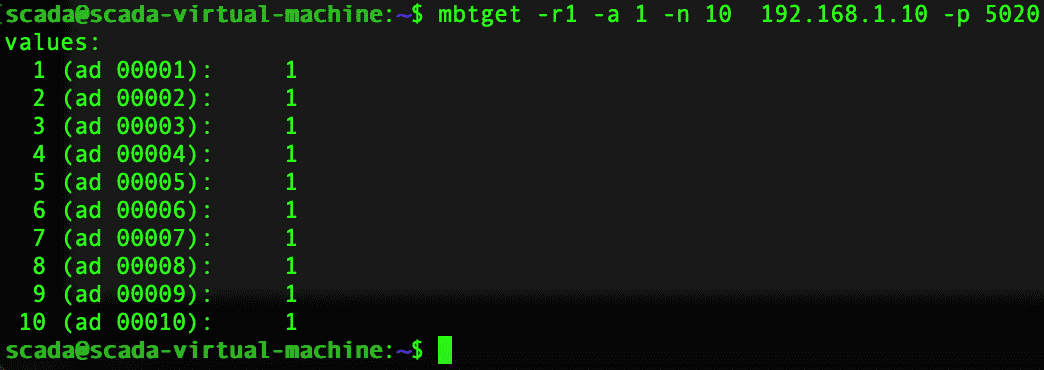 scada@scada-virtual-machine:~$ mbtget -r1 -a 1 -n 10  192.168.1.10 -p 5020
values:
  1 (ad 00001):     1
  2 (ad 00002):     1
  3 (ad 00003):     1
  4 (ad 00004):     1
  5 (ad 00005):     1
  6 (ad 00006):     1
  7 (ad 00007):     1
  8 (ad 00008):     1
  9 (ad 00009):     1
 10 (ad 00010):     1
scada@scada-virtual-machine:~$